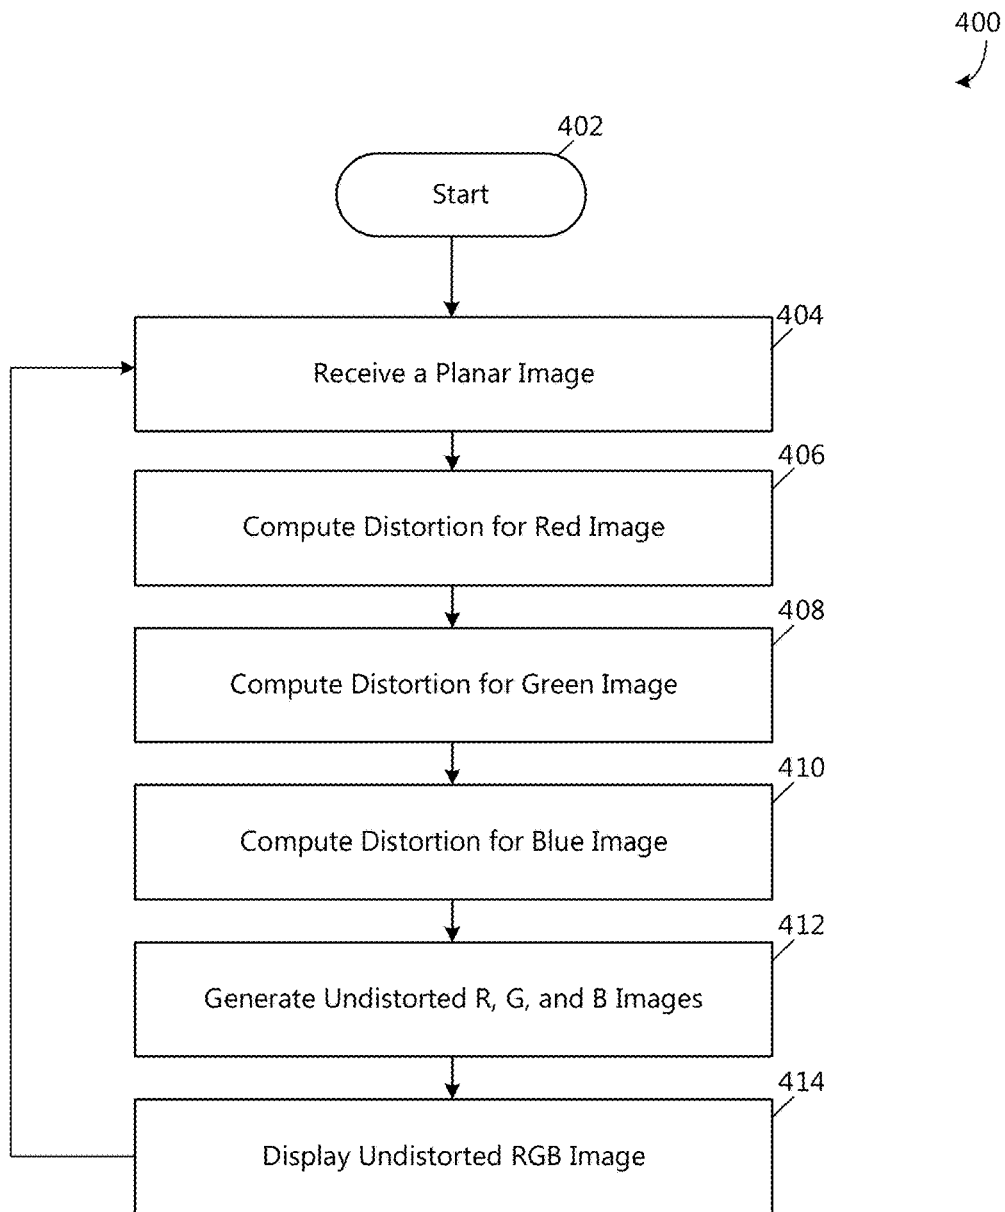 400
402
Start
404
Receive a Planar Image
406
Compute Distortion for Red Image
408
Compute Distortion for Green Image
410
Compute Distortion for Blue Image
412
Generate Undistorted R, G, and B Images
414
Display Undistorted RGB Image